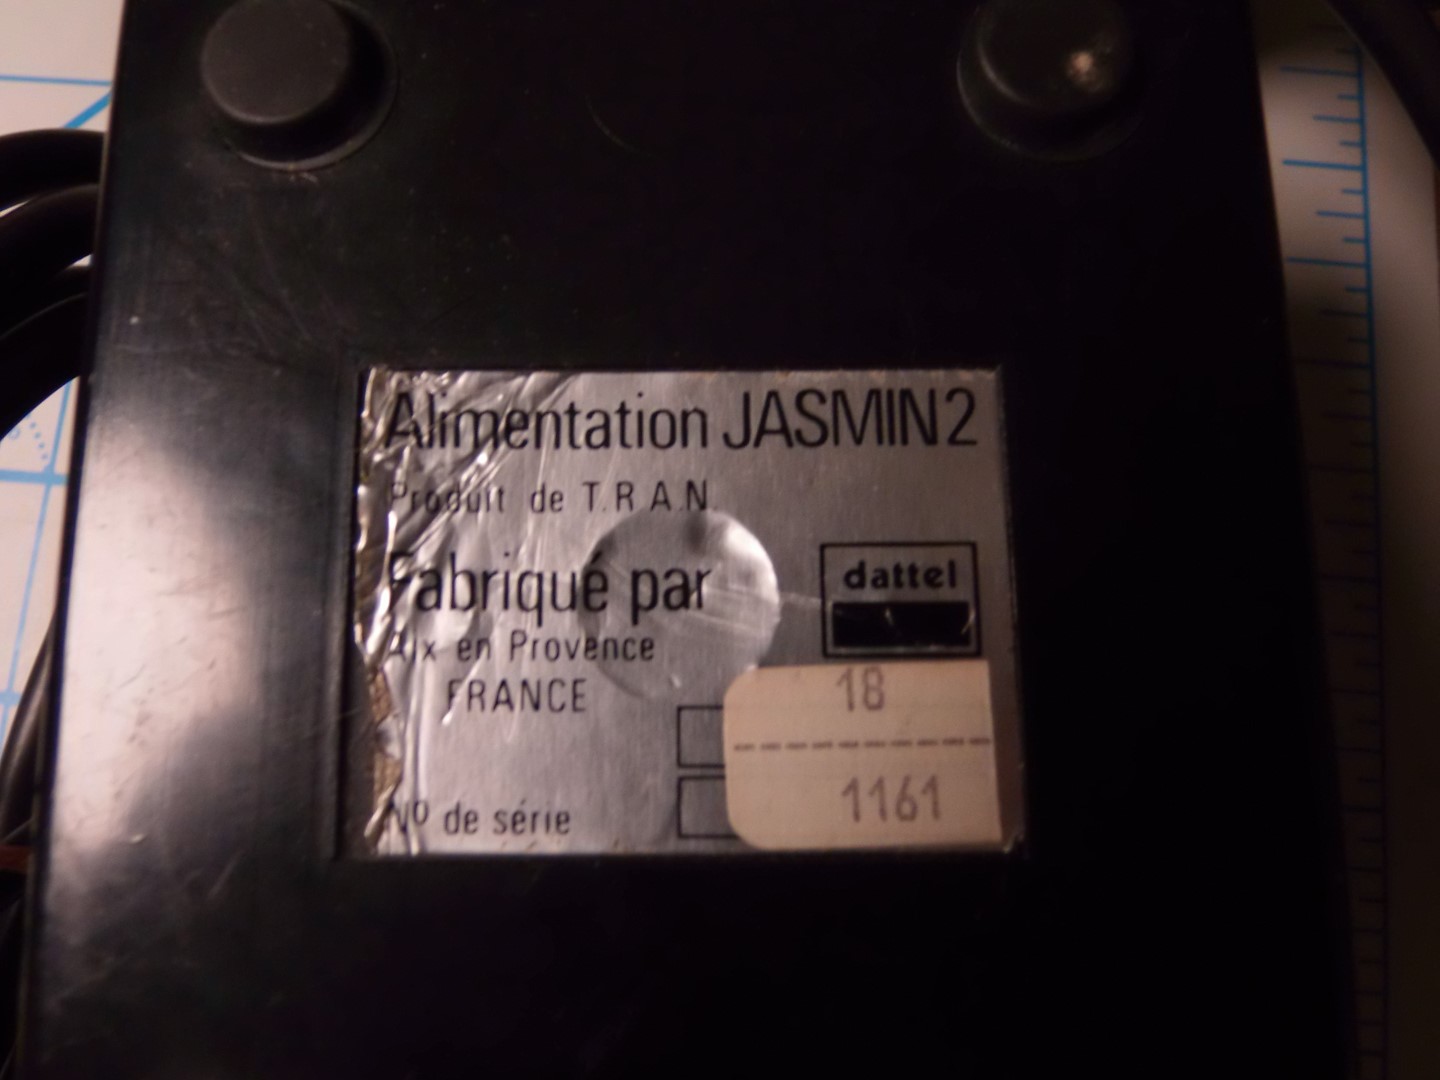 Alimentation JASMIN 2
Produit de T.R.A.N.
Fabriqué par
dattel
Aix en Provence
FRANCE
18
1161
Nº de série